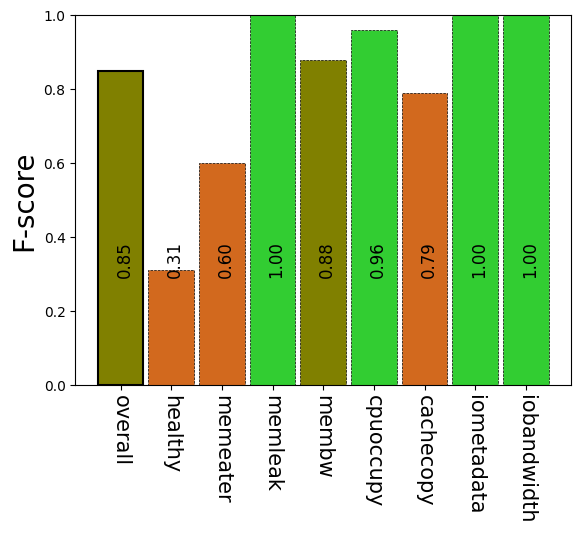 F-score
1.0
0.8
0.6
0.4
0.2
0.0
0.85
0.31
0.60
1.00
0.88
0.96
0.79
1.00
1.00
overall
healthy
memeater
memleak
membw
cpuoccupy
cachecopy
iometadata
iobandwidth